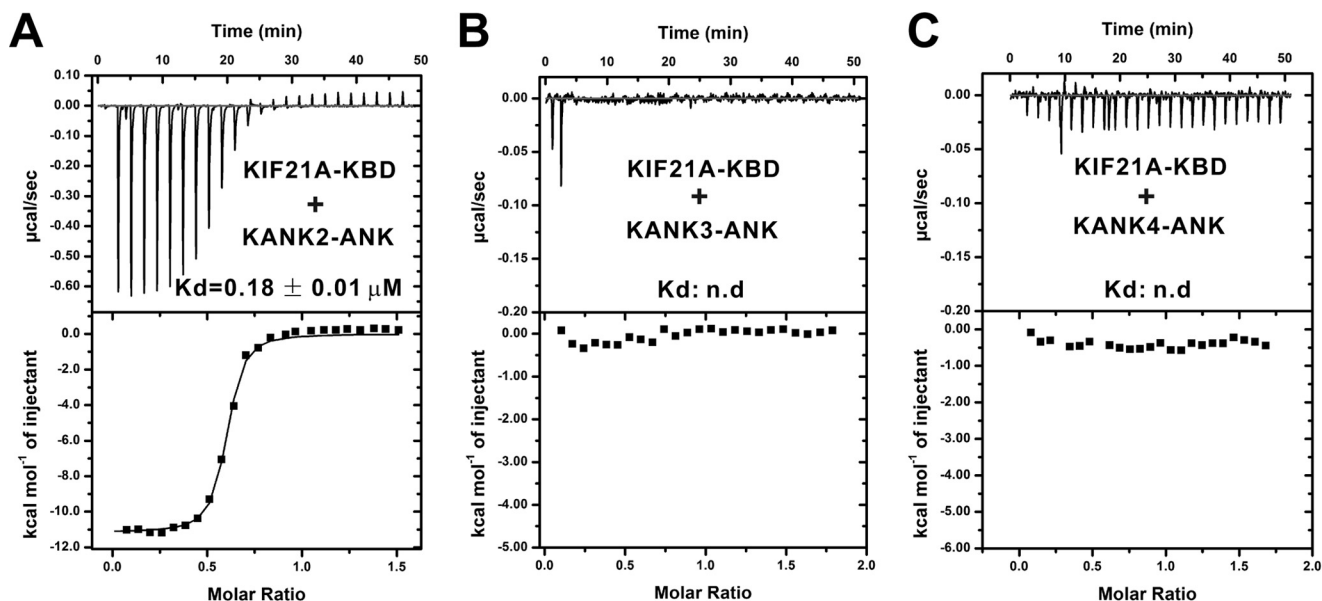 A
Time (min)
0 10 20 30 40 50
0.10
0.00
-0.10
-0.20
-0.30
-0.40
-0.50
-0.60
µcal/sec
KIF21A-KBD
+
KANK2-ANK
Kd=0.18 ± 0.01 µM
0.0
-2.0
-4.0
-6.0
-8.0
-10.0
-12.0
kcal mol⁻¹ of injectant
0.0 0.5 1.0 1.5
Molar Ratio
B
Time (min)
0 10 20 30 40 50
0.00
-0.05
-0.10
-0.15
-0.20
µcal/sec
KIF21A-KBD
+
KANK3-ANK
Kd: n.d
0.00
-1.00
-2.00
-3.00
-4.00
-5.00
kcal mol⁻¹ of injectant
0.0 0.5 1.0 1.5 2.0
Molar Ratio
C
Time (min)
0 10 20 30 40 50
0.00
-0.05
-0.10
-0.15
-0.20
µcal/sec
KIF21A-KBD
+
KANK4-ANK
Kd: n.d
0.00
-1.00
-2.00
-3.00
-4.00
-5.00
-6.00
kcal mol⁻¹ of injectant
0.0 0.5 1.0 1.5 2.0
Molar Ratio